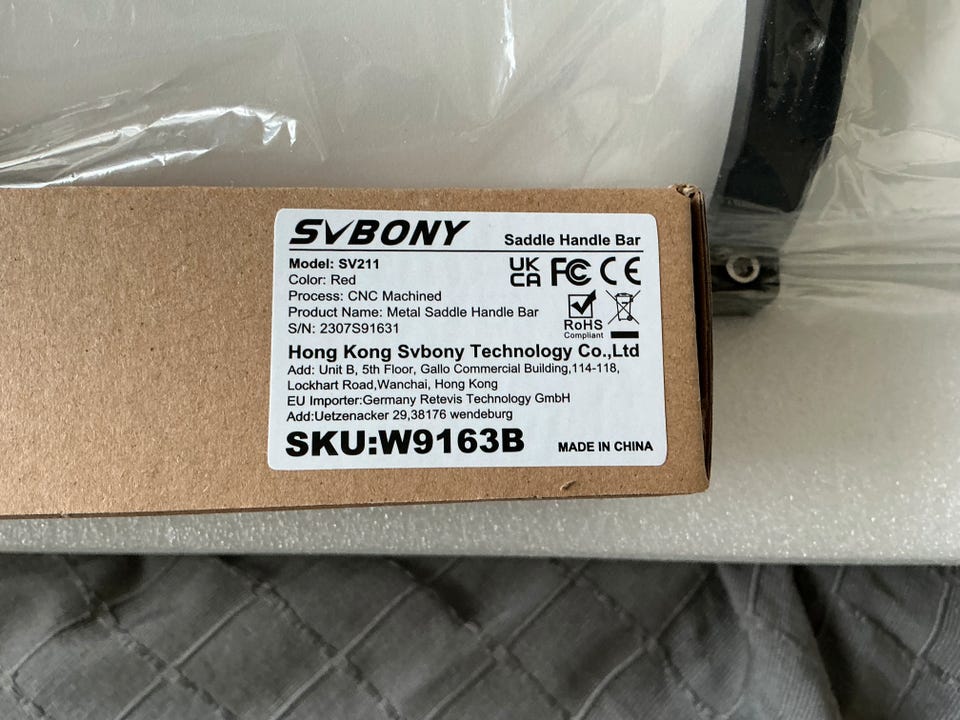 SVBONY Saddle Handle Bar
Model: SV211
Color: Red
Process: CNC Machined
Product Name: Metal Saddle Handle Bar
S/N: 2307S91631
UK
CA FC CE
RoHS
Compliant
Hong Kong Svbony Technology Co.,Ltd
Add: Unit B, 5th Floor, Gallo Commercial Building,114-118,
Lockhart Road,Wanchai, Hong Kong
EU Importer:Germany Retevis Technology GmbH
Add:Uetzenacker 29,38176 wendeburg
SKU:W9163B MADE IN CHINA